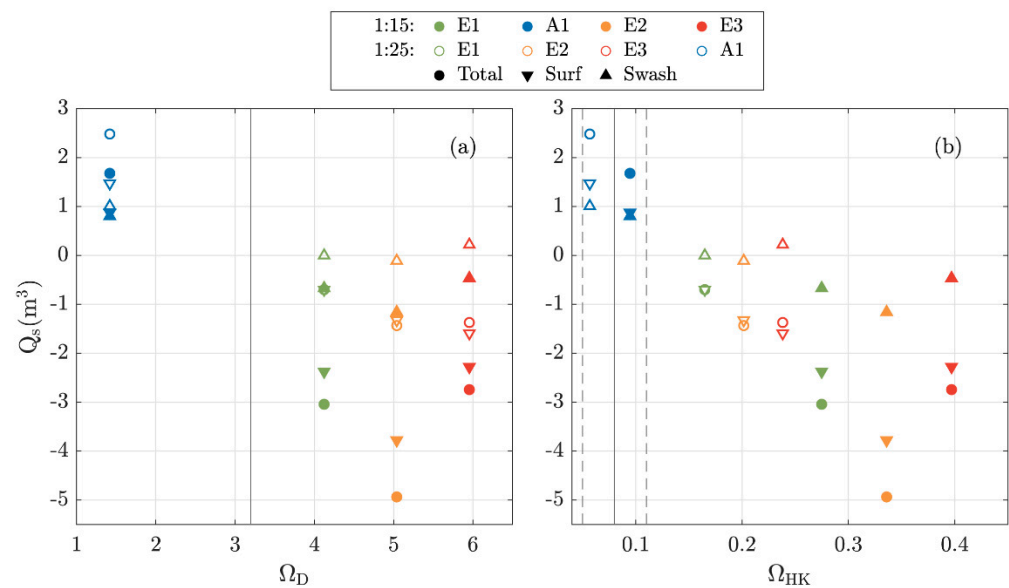 1:15: E1 A1 E2 E3
1:25: E1 E2 E3 A1
Total Surf Swash
(a)
(b)
Qs(m³)
3
2
1
0
-1
-2
-3
-4
-5
1 2 3 4 5 6
ΩD
3
2
1
0
-1
-2
-3
-4
-5
0.1 0.2 0.3 0.4
ΩHK